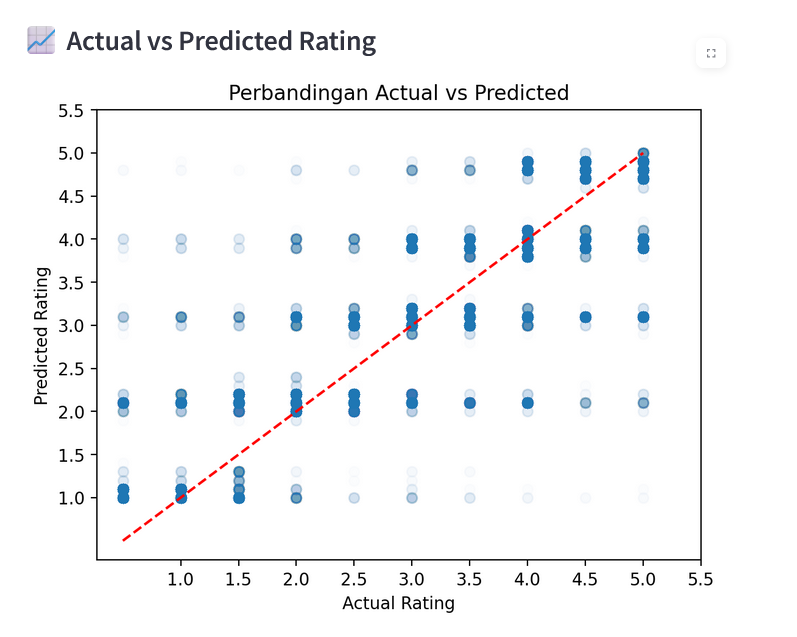 Actual vs Predicted Rating
Perbandingan Actual vs Predicted
5.5
5.0
4.5
4.0
3.5
3.0
2.5
2.0
1.5
1.0
Predicted Rating
1.0 1.5 2.0 2.5 3.0 3.5 4.0 4.5 5.0 5.5
Actual Rating